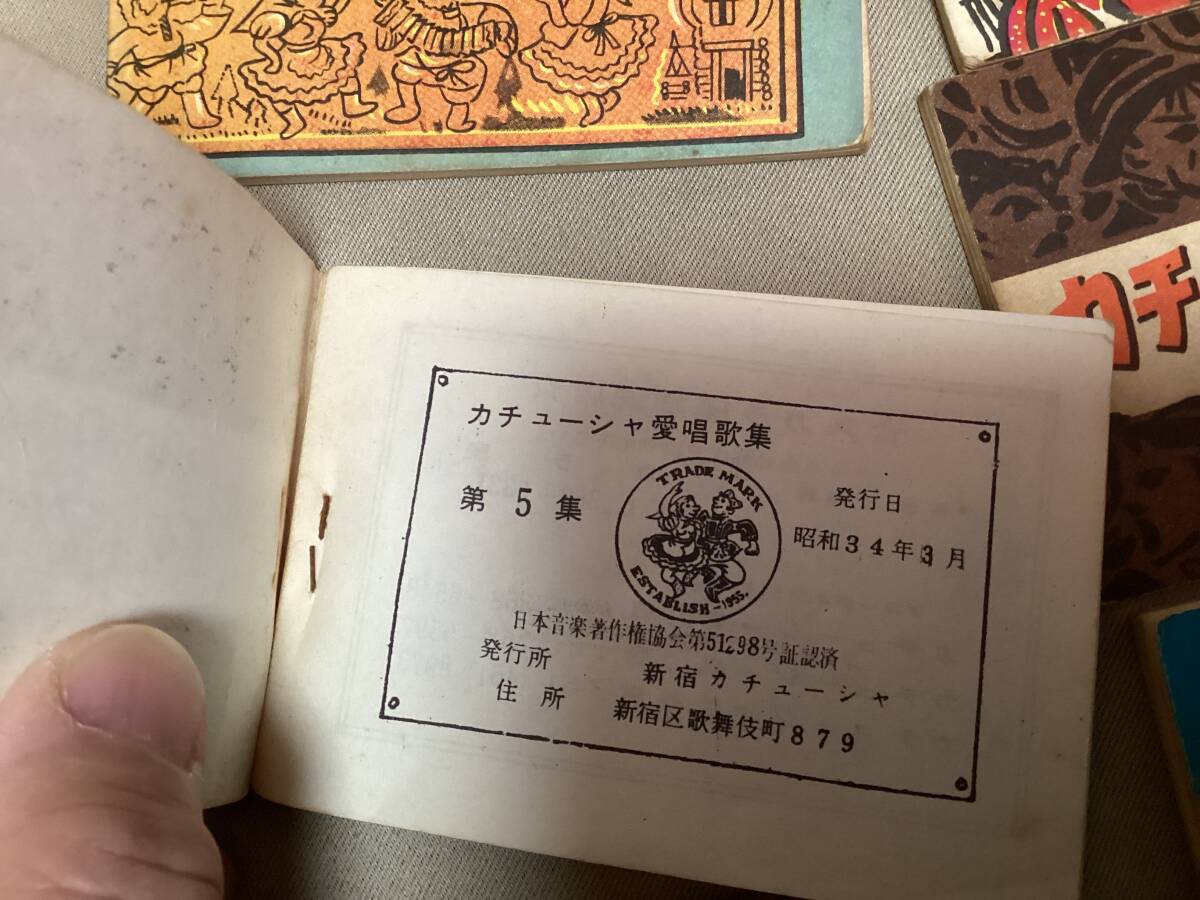 カチューシャ愛唱歌集
第 5 集
TRADE MARK
ESTABLISH -1955.
発行日
昭和34年3月
日本音楽著作権協会第51298号証認済
発行所 新宿カチューシャ
住所 新宿区歌舞伎町879
カチ